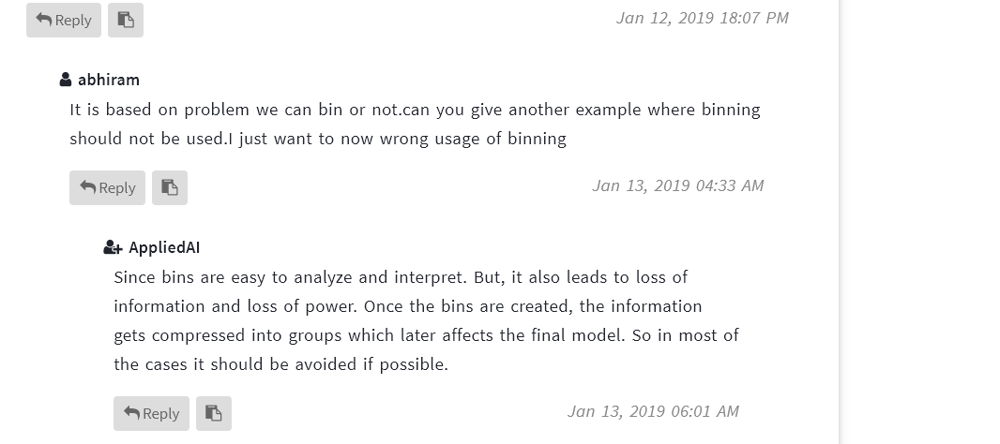 Reply
Jan 12, 2019 18:07 PM
abhiram
It is based on problem we can bin or not.can you give another example where binning
should not be used.I just want to now wrong usage of binning
Reply
Jan 13, 2019 04:33 AM
AppliedAI
Since bins are easy to analyze and interpret. But, it also leads to loss of
information and loss of power. Once the bins are created, the information
gets compressed into groups which later affects the final model. So in most of
the cases it should be avoided if possible.
Reply
Jan 13, 2019 06:01 AM